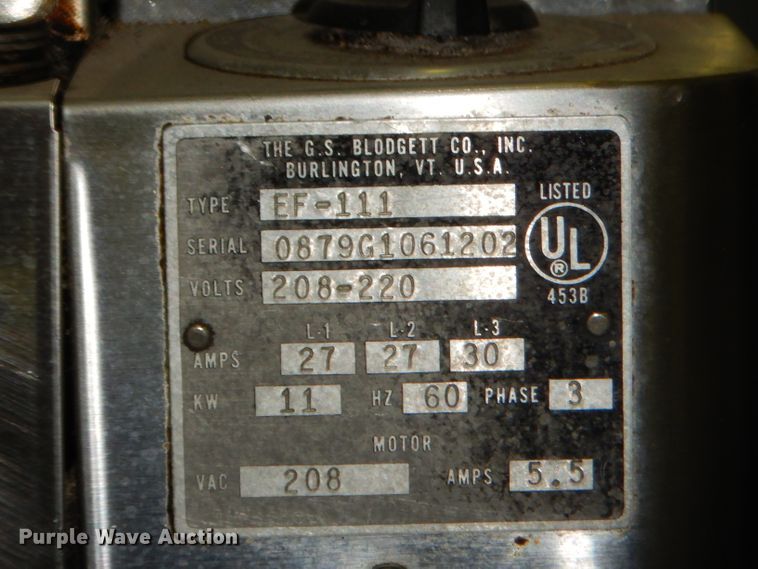 THE G.S. BLODGETT CO., INC.
BURLINGTON, VT. U.S.A.
TYPE EF-111
LISTED
SERIAL 0879G1061202
UL ®
VOLTS 208-220
453B
L-1 L-2 L-3
AMPS 27 27 30
KW 11 HZ 60 PHASE 3
MOTOR
VAC 208 AMPS 5.5
Purple Wave Auction®